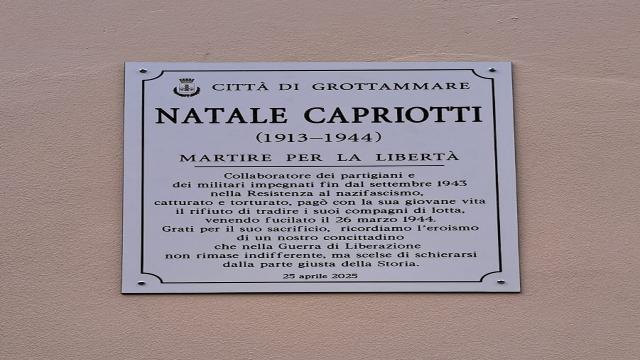 CITTÀ DI GROTTAMMARE
NATALE CAPRIOTTI
(1913–1944)
MARTIRE PER LA LIBERTÀ
Collaboratore dei partigiani e
dei militari impegnati fin dal settembre 1943
nella Resistenza al nazifascismo,
catturato e torturato, pagò con la sua giovane vita
il rifiuto di tradire i suoi compagni di lotta,
venendo fucilato il 26 marzo 1944.
Grati per il suo sacrificio, ricordiamo l'eroismo
di un nostro concittadino
che nella Guerra di Liberazione
non rimase indifferente, ma scelse di schierarsi
dalla parte giusta della Storia.
25 aprile 2025